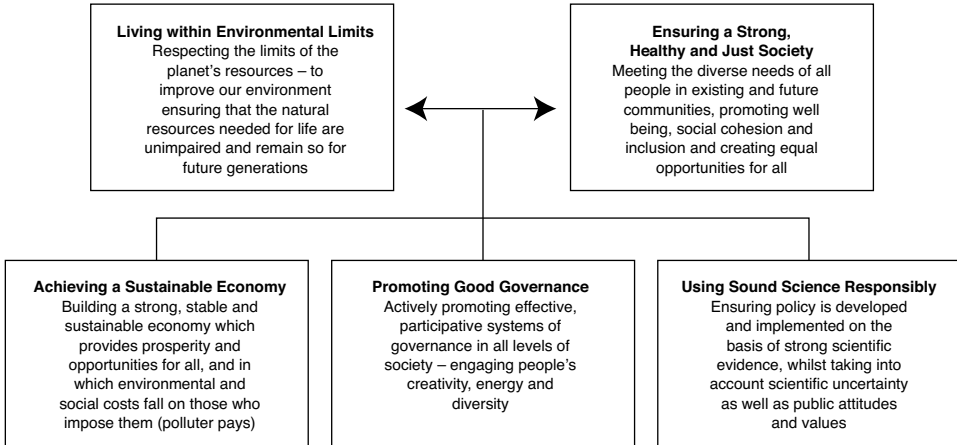 Living within Environmental Limits
Respecting the limits of the
planet's resources – to
improve our environment
ensuring that the natural
resources needed for life are
unimpaired and remain so for
future generations
Ensuring a Strong,
Healthy and Just Society
Meeting the diverse needs of all
people in existing and future
communities, promoting well
being, social cohesion and
inclusion and creating equal
opportunities for all
Achieving a Sustainable Economy
Building a strong, stable and
sustainable economy which
provides prosperity and
opportunities for all, and in
which environmental and
social costs fall on those who
impose them (polluter pays)
Promoting Good Governance
Actively promoting effective,
participative systems of
governance in all levels of
society – engaging people's
creativity, energy and
diversity
Using Sound Science Responsibly
Ensuring policy is developed
and implemented on the
basis of strong scientific
evidence, whilst taking into
account scientific uncertainty
as well as public attitudes
and values